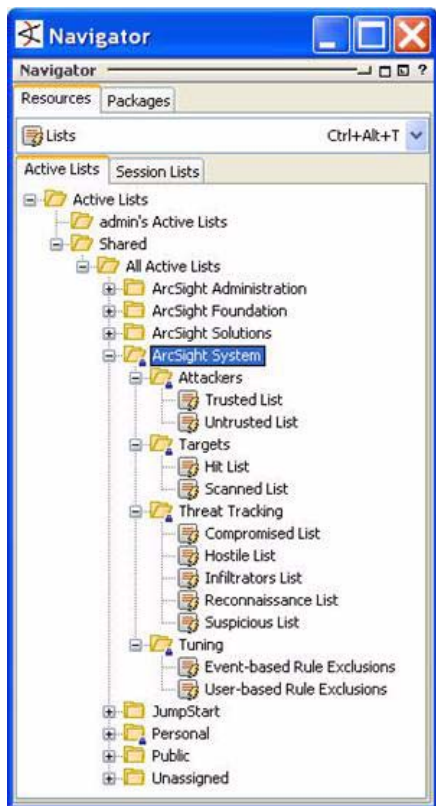 Navigator
Navigator ?
Resources Packages
Lists Ctrl+Alt+T
Active Lists Session Lists
Active Lists
admin's Active Lists
Shared
All Active Lists
ArcSight Administration
ArcSight Foundation
ArcSight Solutions
ArcSight System
Attackers
Trusted List
Untrusted List
Targets
Hit List
Scanned List
Threat Tracking
Compromised List
Hostile List
Infiltrators List
Reconnaissance List
Suspicious List
Tuning
Event-based Rule Exclusions
User-based Rule Exclusions
JumpStart
Personal
Public
Unassigned